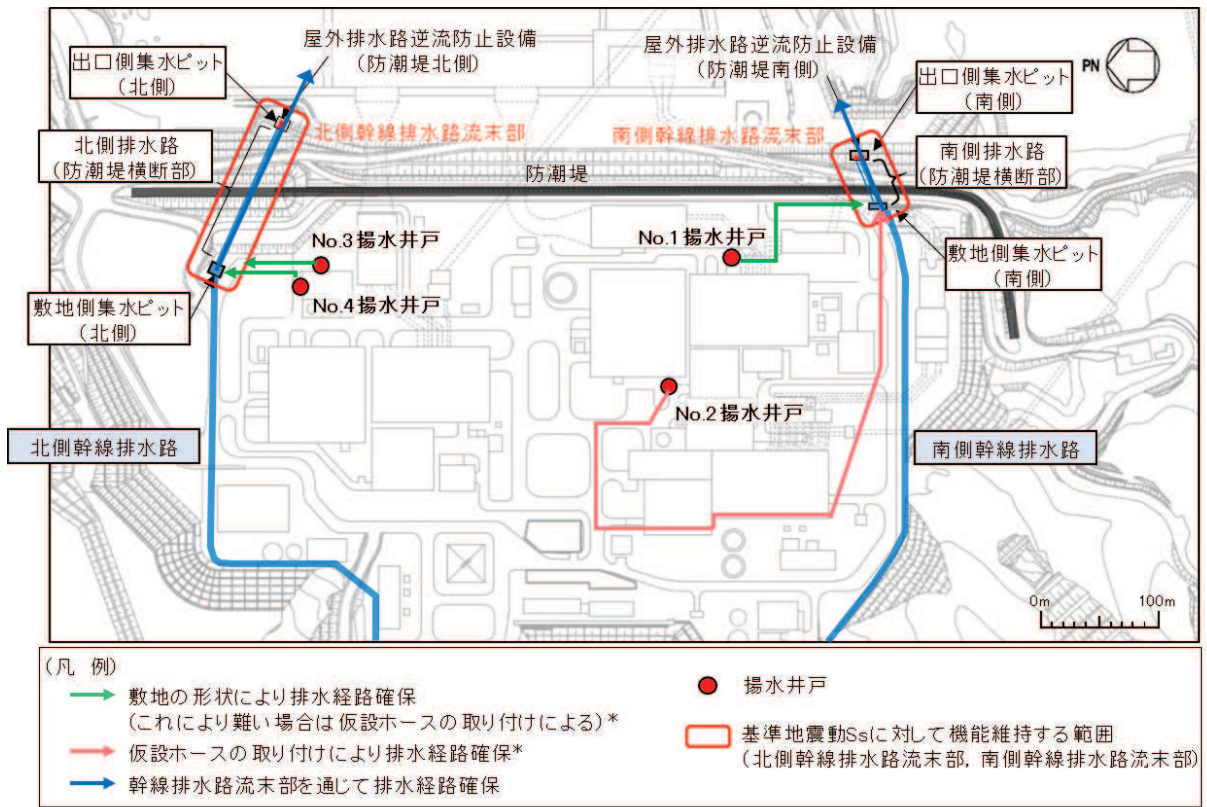 屋外排水路逆流防止設備
(防潮堤北側)
屋外排水路逆流防止設備
(防潮堤南側)
出口側集水ピット
(北側)
出口側集水ピット
(南側)
PN
北側幹線排水路流末部
南側幹線排水路流末部
北側排水路
(防潮堤横断部)
南側排水路
(防潮堤横断部)
防潮堤
No.3揚水井戸
No.1揚水井戸
No.4揚水井戸
敷地側集水ピット
(南側)
敷地側集水ピット
(北側)
No.2揚水井戸
北側幹線排水路
南側幹線排水路
0m
100m
(凡 例)
敷地の形状により排水経路確保
(これにより難い場合は仮設ホースの取り付けによる)*
仮設ホースの取り付けにより排水経路確保*
幹線排水路流末部を通じて排水経路確保
揚水井戸
基準地震動Ssに対して機能維持する範囲
(北側幹線排水路流末部, 南側幹線排水路流末部)